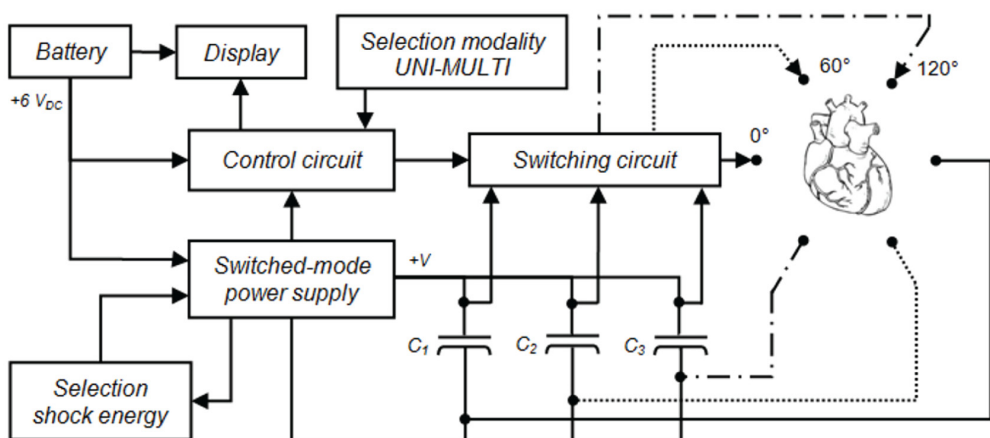 Battery
Display
Selection modality
UNI-MULTI
+6 V_DC
Control circuit
Switching circuit
0°
60°
120°
Switched-mode
power supply
+V
C₁
C₂
C₃
Selection
shock energy